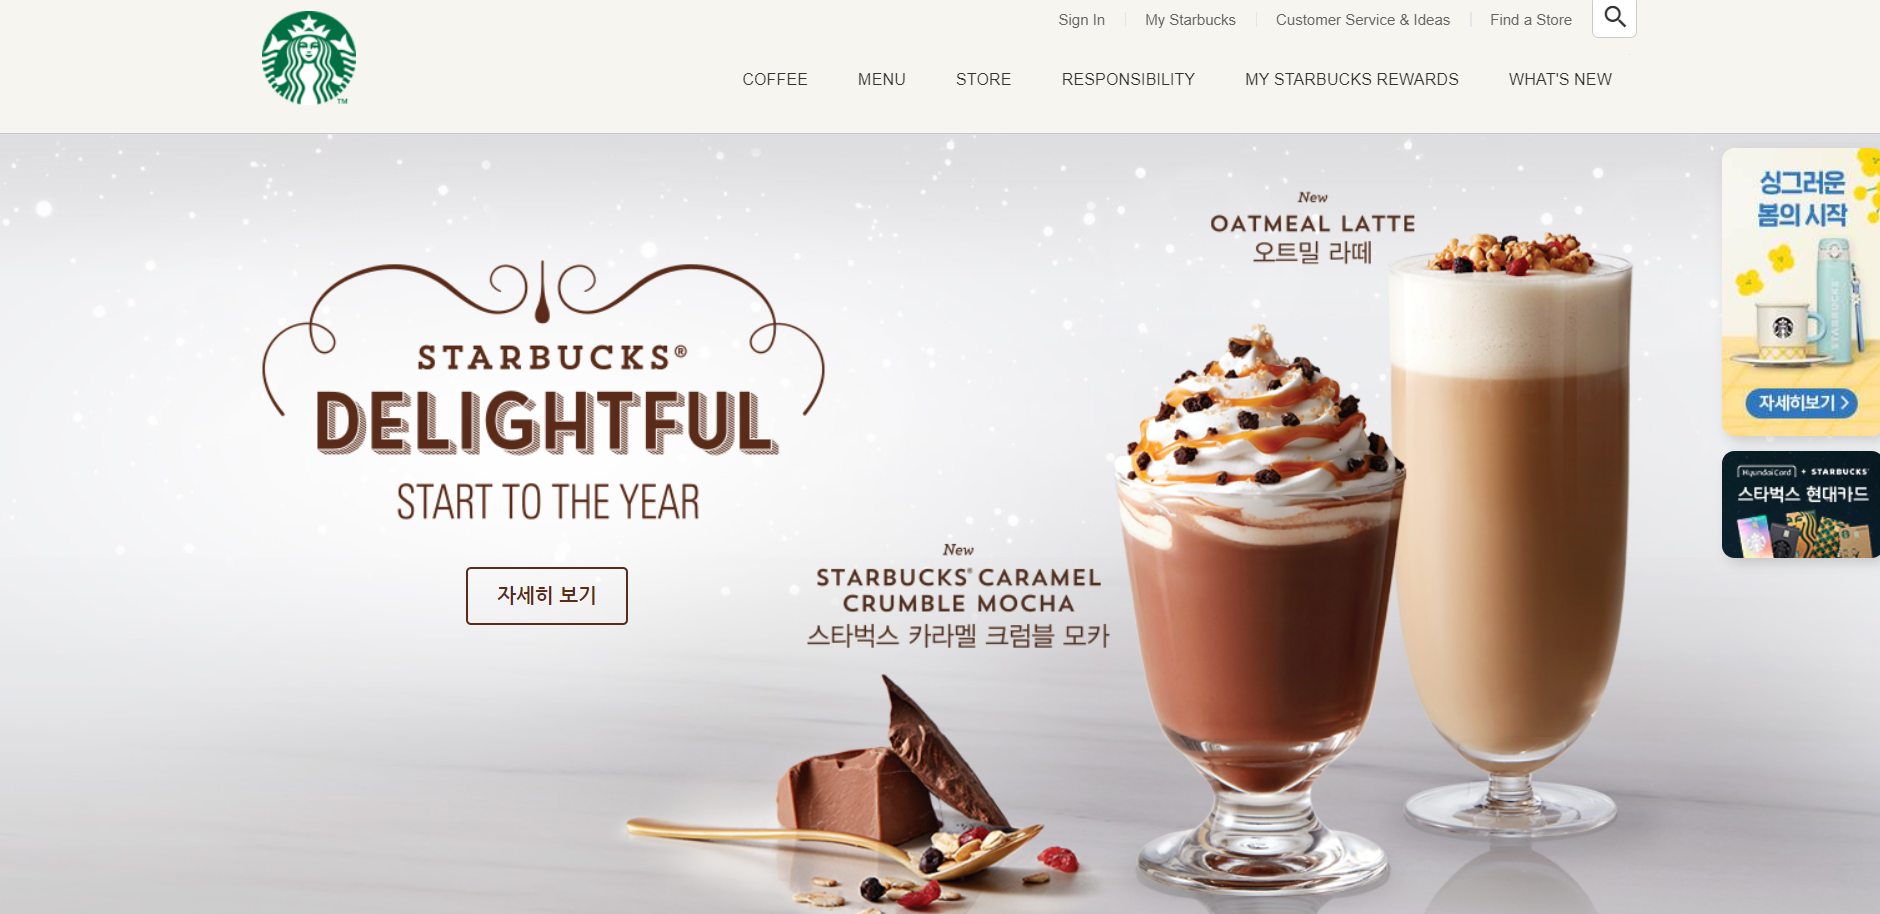 Sign In
My Starbucks
Customer Service & Ideas
Find a Store
TM
COFFEE
MENU
STORE
RESPONSIBILITY
MY STARBUCKS REWARDS
WHAT'S NEW
STARBUCKS®
DELIGHTFUL
START TO THE YEAR
자세히 보기
New
OATMEAL LATTE
오트밀 라떼
New
STARBUCKS® CARAMEL
CRUMBLE MOCHA
스타벅스 카라멜 크럼블 모카
싱그러운
봄의 시작
STARBUCKS
자세히보기 >
HyundaiCard + STARBUCKS
스타벅스 현대카드